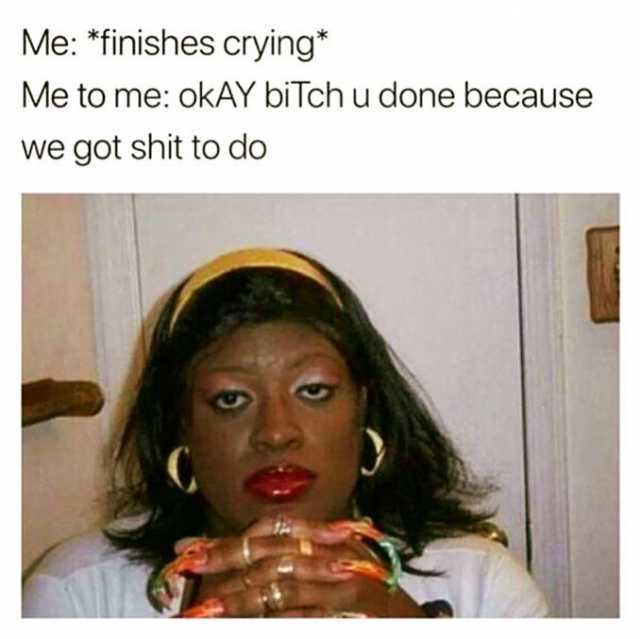 Me: *finishes crying*
Me to me: okAY biTch u done because
we got shit to do